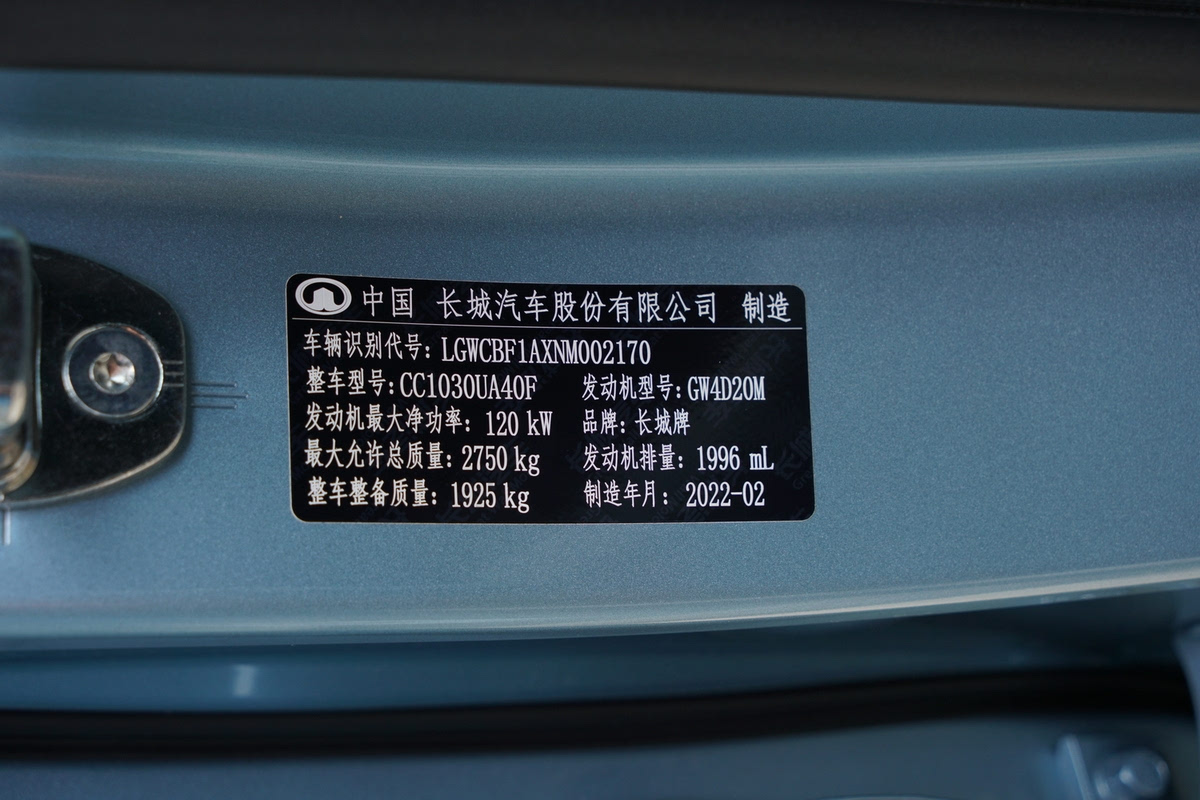 中国 长城汽车股份有限公司 制造
车辆识别代号: LGWCBF1AXNM002170
整车型号: CC1030UA40F 发动机型号: GW4D20M
发动机最大净功率: 120 kW 品牌: 长城牌
最大允许总质量: 2750 kg 发动机排量: 1996 mL
整车整备质量: 1925 kg 制造年月: 2022-02